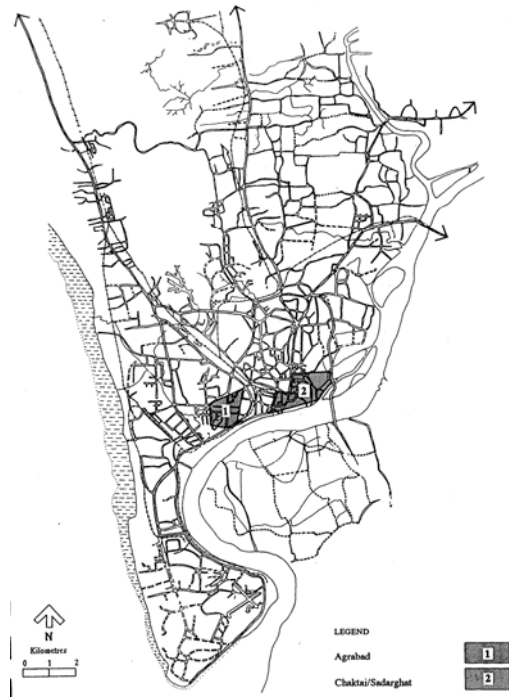 1
2
N
Kilometres
0 1 2
LEGEND
Agrabad 1
Chaktai/Sadarghat 2